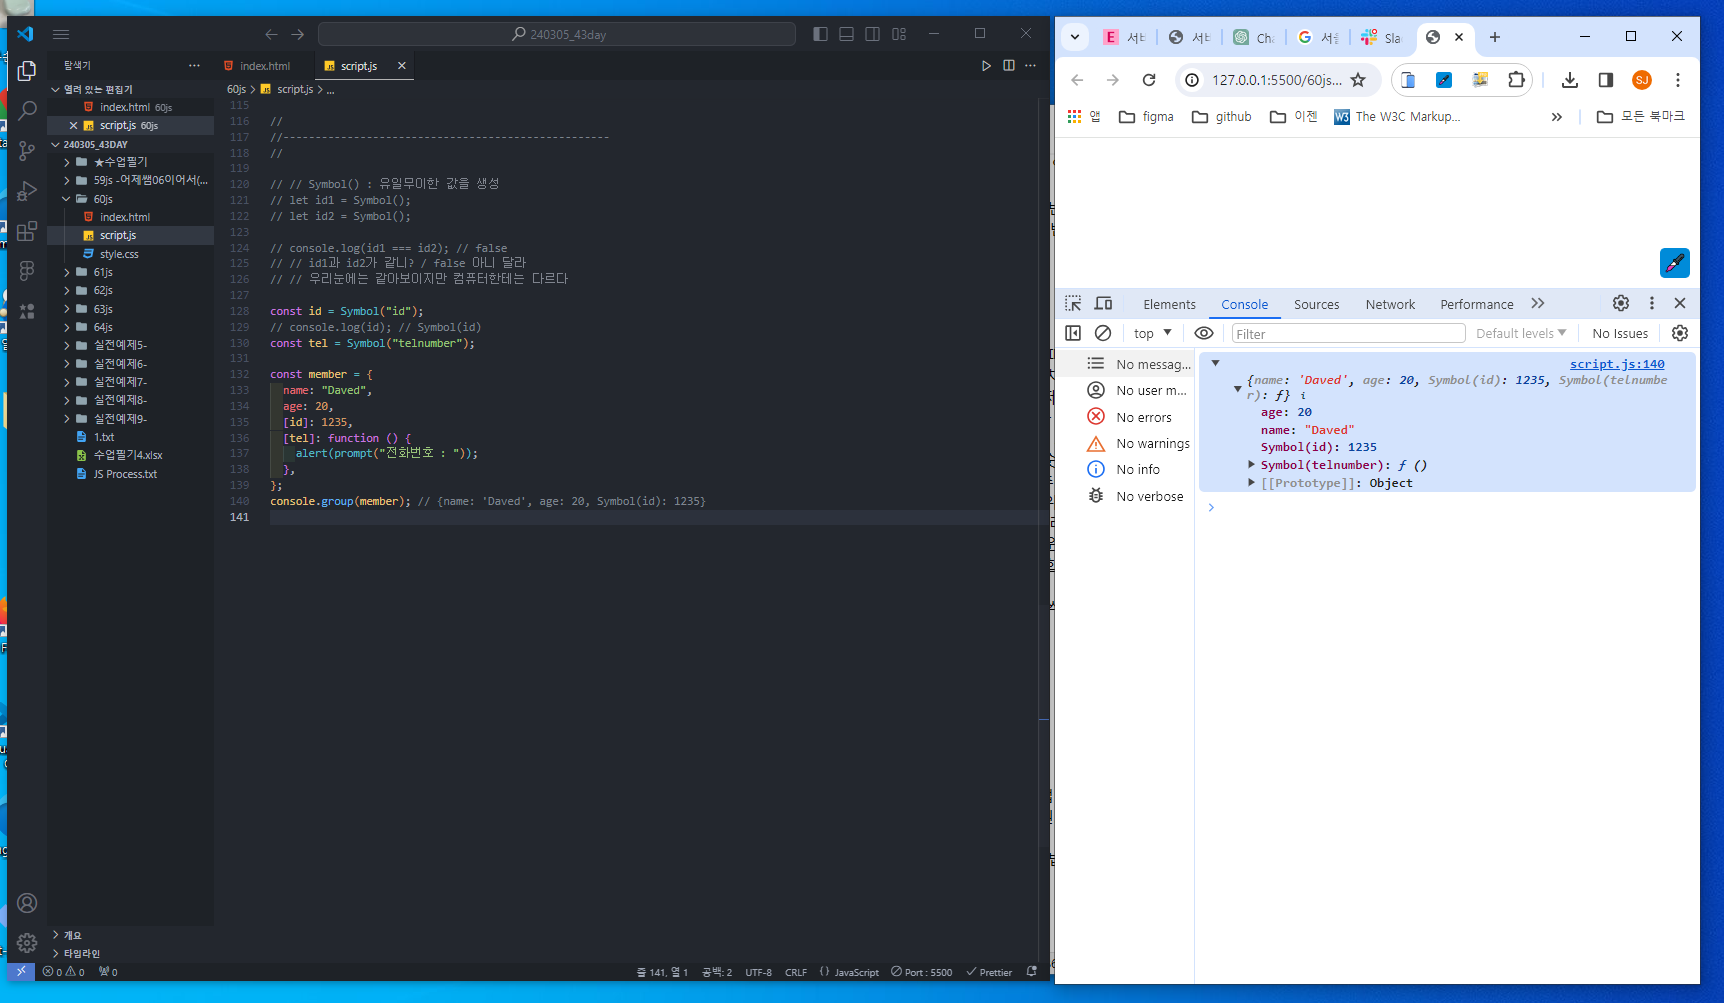 240305_43day
탐색기
index.html
script.js
60js > script.js > ...
열려 있는 편집기
index.html 60js
script.js 60js
240305_43DAY
★수업필기
59js -어제쌤06이어서(...
60js
index.html
script.js
style.css
61js
62js
63js
64js
실전예제5-
실전예제6-
실전예제7-
실전예제8-
실전예제9-
1.txt
수업필기4.xlsx
JS Process.txt
개요
타임라인
115
116 //
117 //---------------------------------------------------
118 //
119
120 // // Symbol() : 유일무이한 값을 생성
121 // let id1 = Symbol();
122 // let id2 = Symbol();
123
124 // console.log(id1 === id2); // false
125 // // id1과 id2가 같니? / false 아니 달라
126 // // 우리눈에는 같아보이지만 컴퓨터한테는 다르다
127
128 const id = Symbol("id");
129 // console.log(id); // Symbol(id)
130 const tel = Symbol("telnumber");
131
132 const member = {
133 name: "Daved",
134 age: 20,
135 [id]: 1235,
136 [tel]: function () {
137 alert(prompt("전화번호 : "));
138 },
139 };
140 console.group(member); // {name: 'Daved', age: 20, Symbol(id): 1235}
141
0 0 0
줄 141, 열 1 공백: 2 UTF-8 CRLF {} JavaScript Port : 5500 Prettier
서비 서비 Cha 서울 Sla
127.0.0.1:5500/60js...
SJ
앱 figma github 이젠 W3 The W3C Markup... » 모든 북마크
Elements Console Sources Network Performance
top Filter Default levels No Issues
No messag...
No user m...
No errors
No warnings
No info
No verbose
script.js:140
{name: 'Daved', age: 20, Symbol(id): 1235, Symbol(telnumbe
r): ƒ} i
age: 20
name: "Daved"
Symbol(id): 1235
Symbol(telnumber): ƒ ()
[[Prototype]]: Object